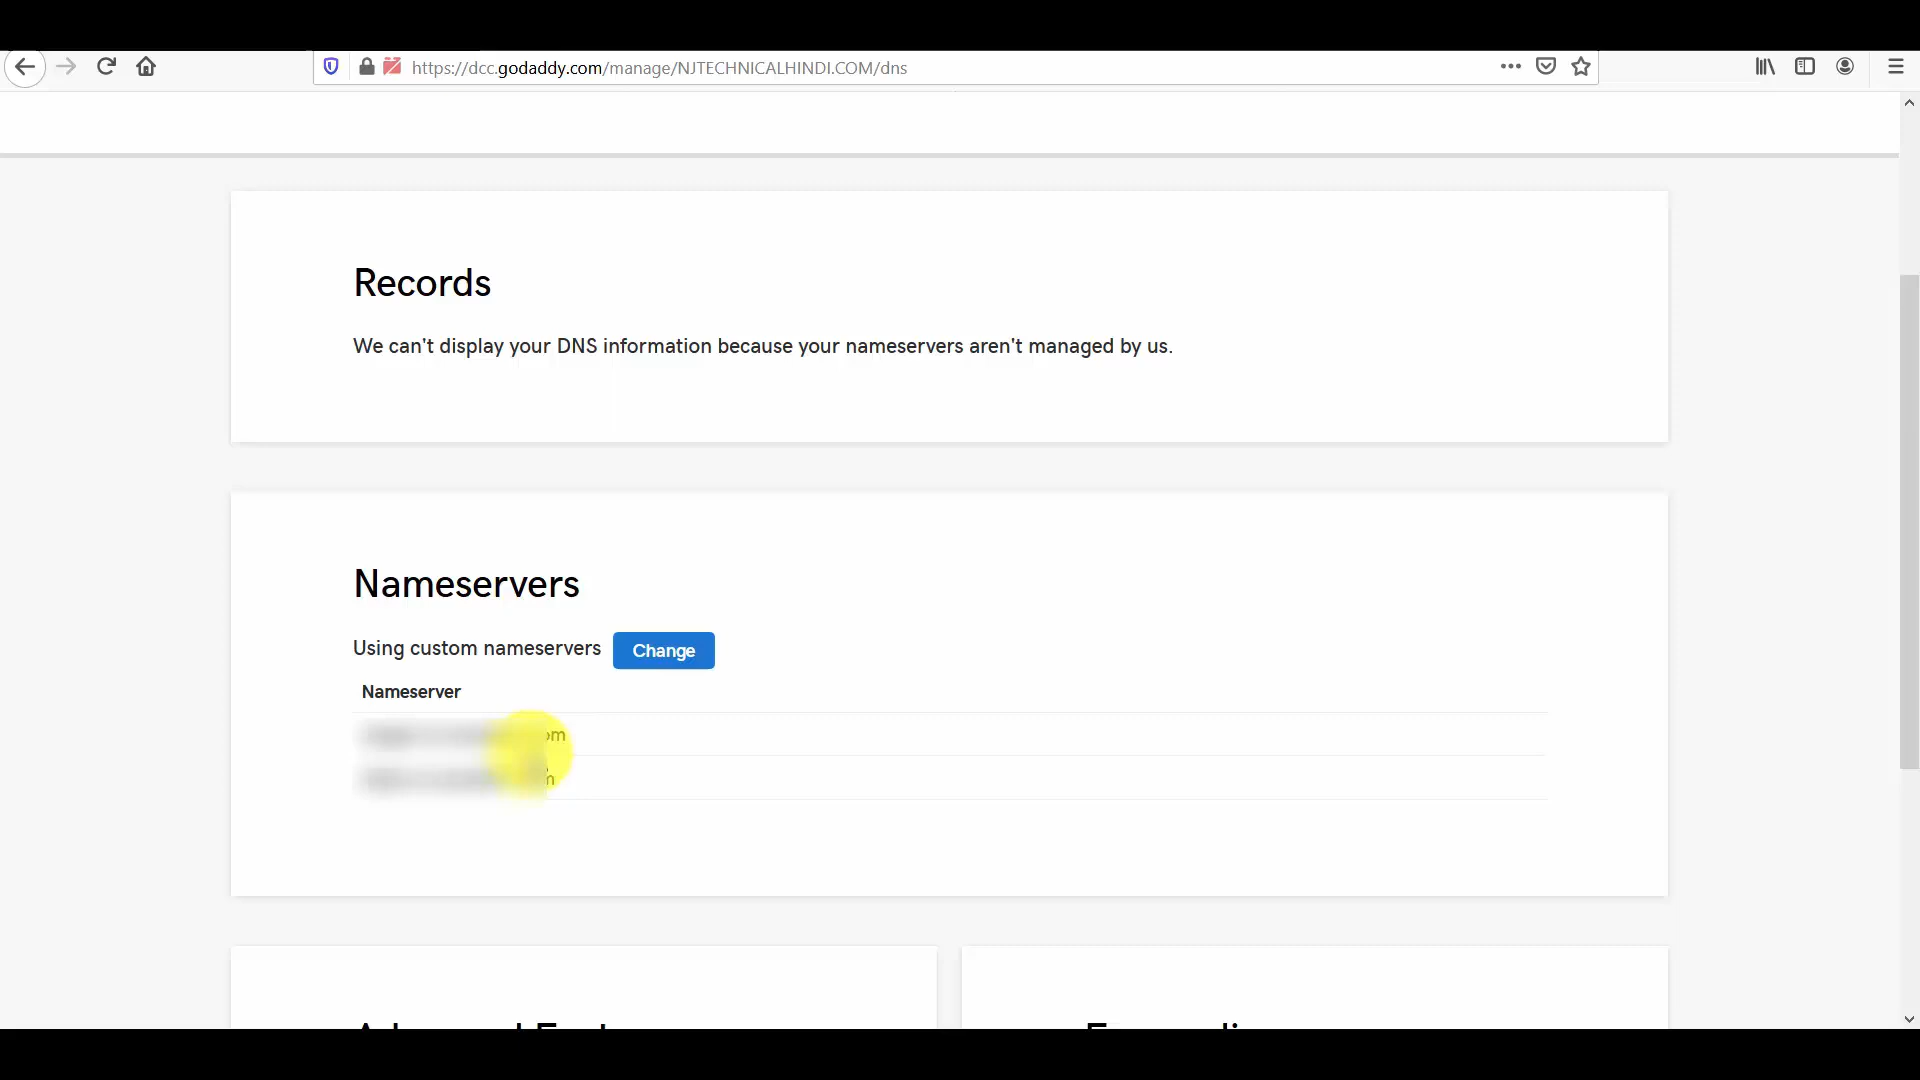 https://dcc.godaddy.com/manage/NJTECHNICALHINDI.COM/dns
Records
We can't display your DNS information because your nameservers aren't managed by us.
Nameservers
Using custom nameservers
Change
Nameserver